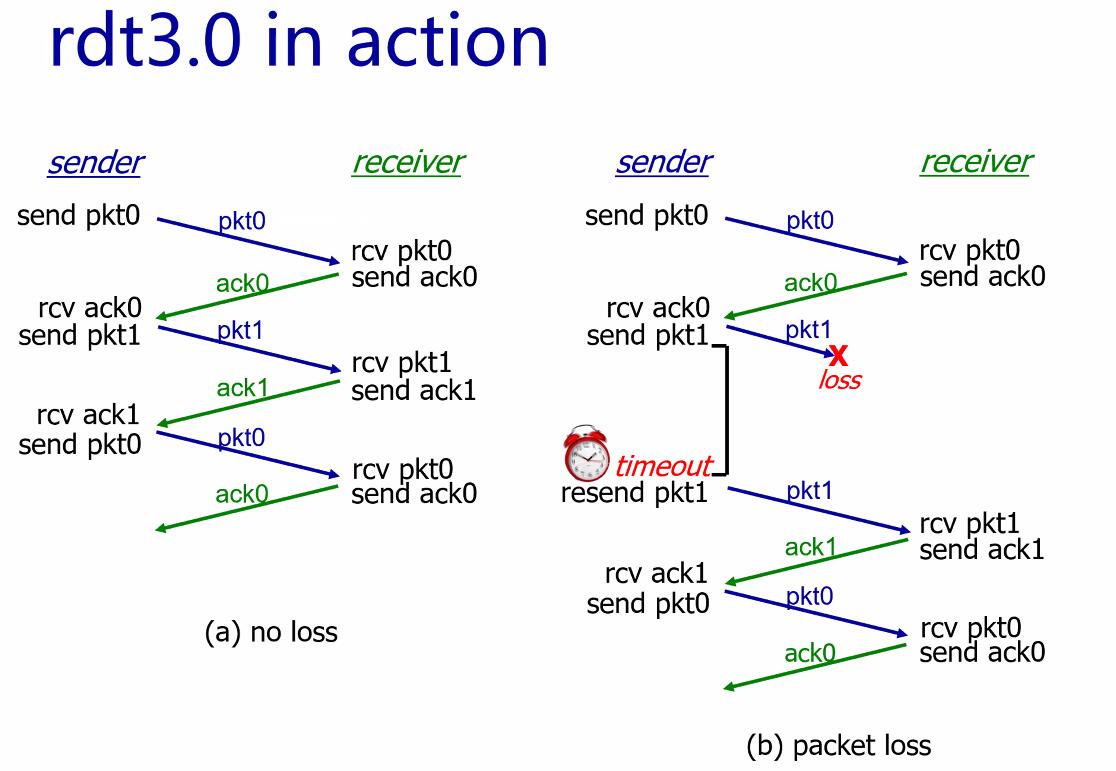 rdt3.0 in action
sender
receiver
send pkt0
pkt0
rcv pkt0
send ack0
ack0
rcv ack0
send pkt1
pkt1
rcv pkt1
send ack1
ack1
rcv ack1
send pkt0
pkt0
rcv pkt0
send ack0
ack0
(a) no loss
sender
receiver
send pkt0
pkt0
rcv pkt0
send ack0
ack0
rcv ack0
send pkt1
pkt1
X
loss
timeout
resend pkt1
pkt1
rcv pkt1
send ack1
ack1
rcv ack1
send pkt0
pkt0
rcv pkt0
send ack0
ack0
(b) packet loss